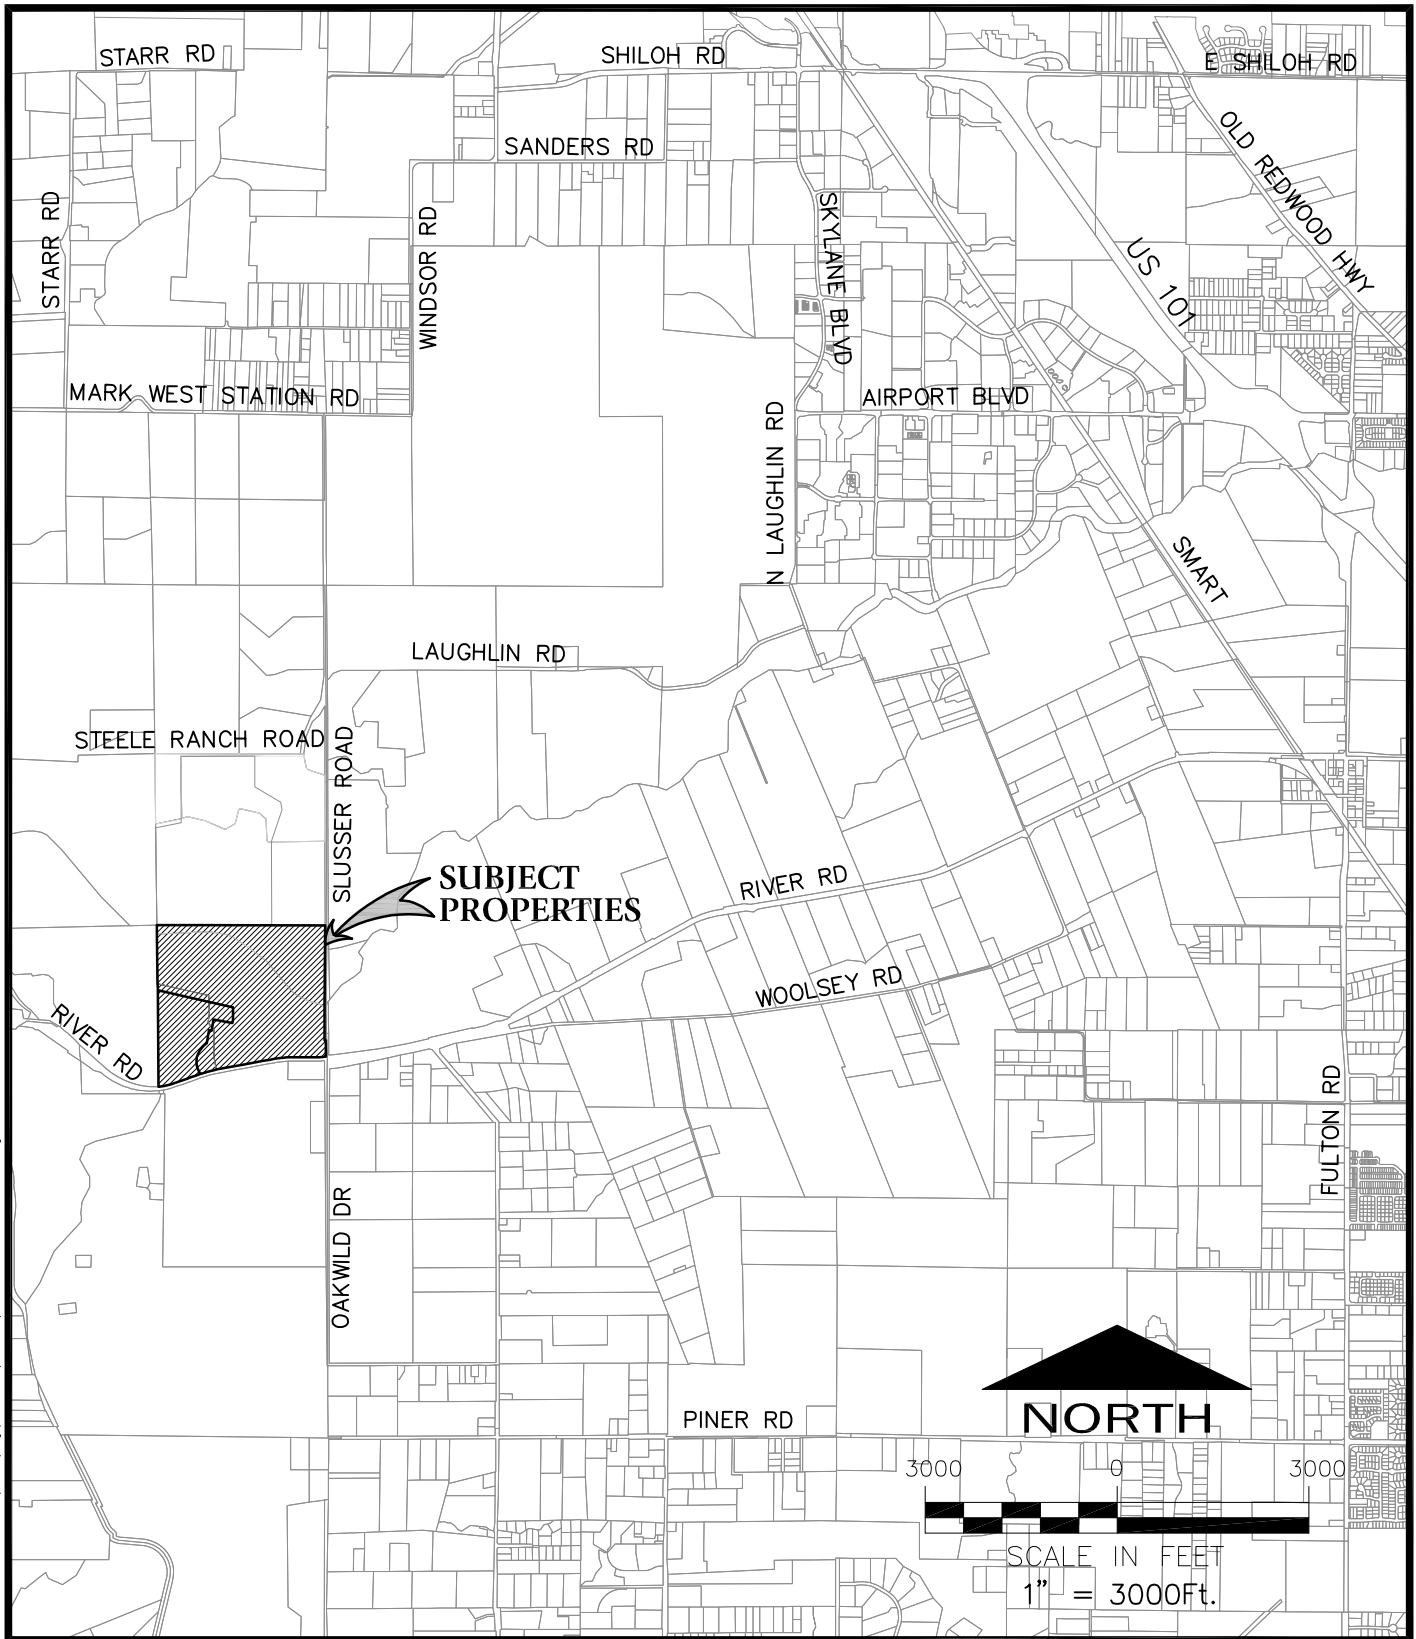 STARR RD
SHILOH RD
E SHILOH RD
SANDERS RD
OLD REDWOOD HWY
STARR RD
WINDSOR RD
SKYLANE BLVD
US 101
MARK WEST STATION RD
AIRPORT BLVD
N LAUGHLIN RD
SMART
LAUGHLIN RD
STEELE RANCH ROAD
SLUSSER ROAD
SUBJECT
PROPERTIES
RIVER RD
WOOLSEY RD
RIVER RD
FULTON RD
OAKWILD DR
PINER RD
NORTH
3000 0 3000
SCALE IN FEET
1" = 3000Ft.